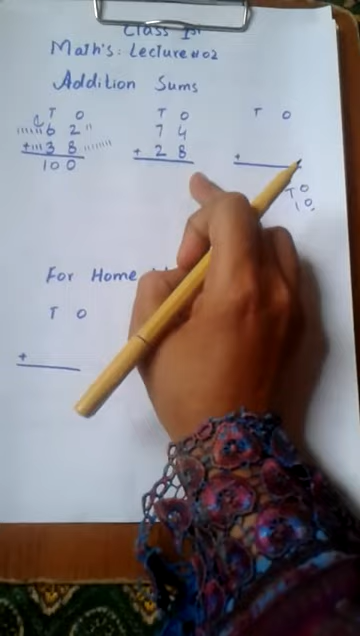 Class 1st
Math's: Lecture # 02
Addition Sums
T O T O T O
c
6 2 7 4
+ 3 8 + 2 8 +
1 0 0
T O
1 0
For Home
T O
+